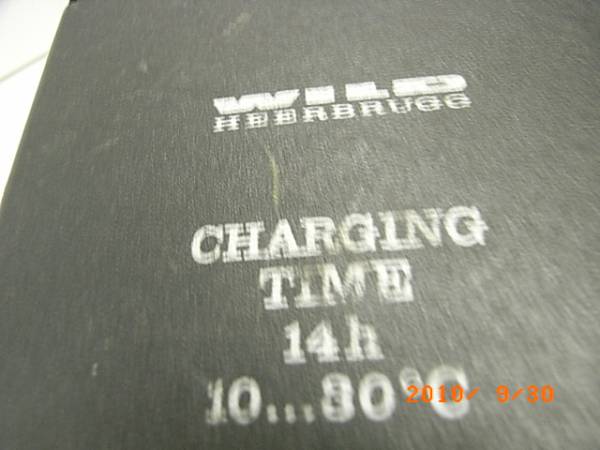 WILD
HEERBRUGG
CHARGING
TIME
14h
10...30°C
2010/ 9/30